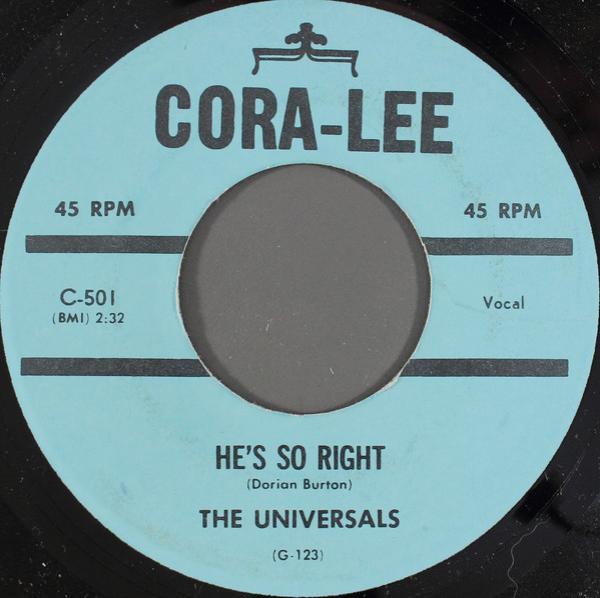 CORA-LEE
45 RPM
45 RPM
C-501
(BMI) 2:32
Vocal
HE'S SO RIGHT
(Dorian Burton)
THE UNIVERSALS
(G-123)